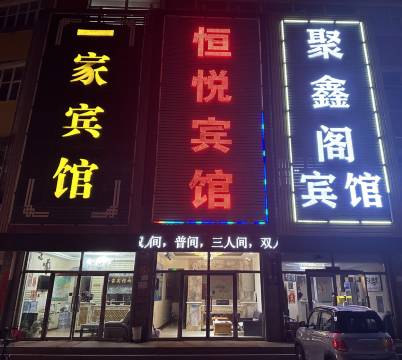 一家宾馆
恒悦宾馆
聚鑫阁
宾馆
间，普间，三人间，双人